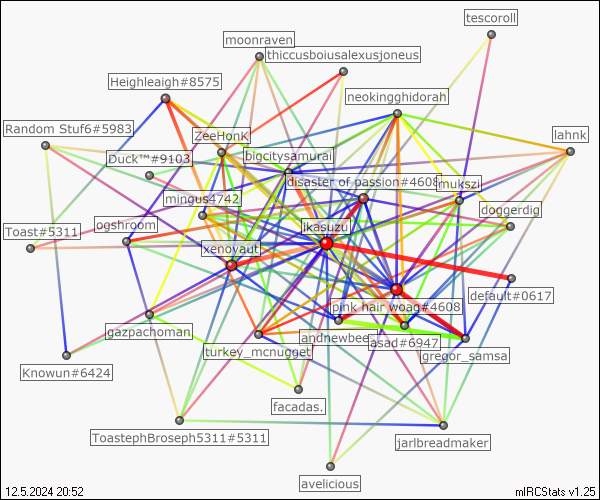 tescoroll
moonraven
thiccusboiusalexusjoneus
Heighleaigh#8575
neokingghidorah
Random Stuf6#5983
ZeeHonk
lahnk
Duck™#9103
bigcitysamurai
disaster of passion#4608
mukszi
mingus4742
doggerdig
ogshroom
ikasuzu
Toast#5311
xenoyaut
default#0617
pink hair woag#4608
gazpachoman
andnewbees
asad#6947
turkey_mcnugget
gregor_samsa
Knowun#6424
facadas.
ToastephBroseph5311#5311
jarlbreadmaker
avelicious
12.5.2024 20:52
mIRCStats v1.25